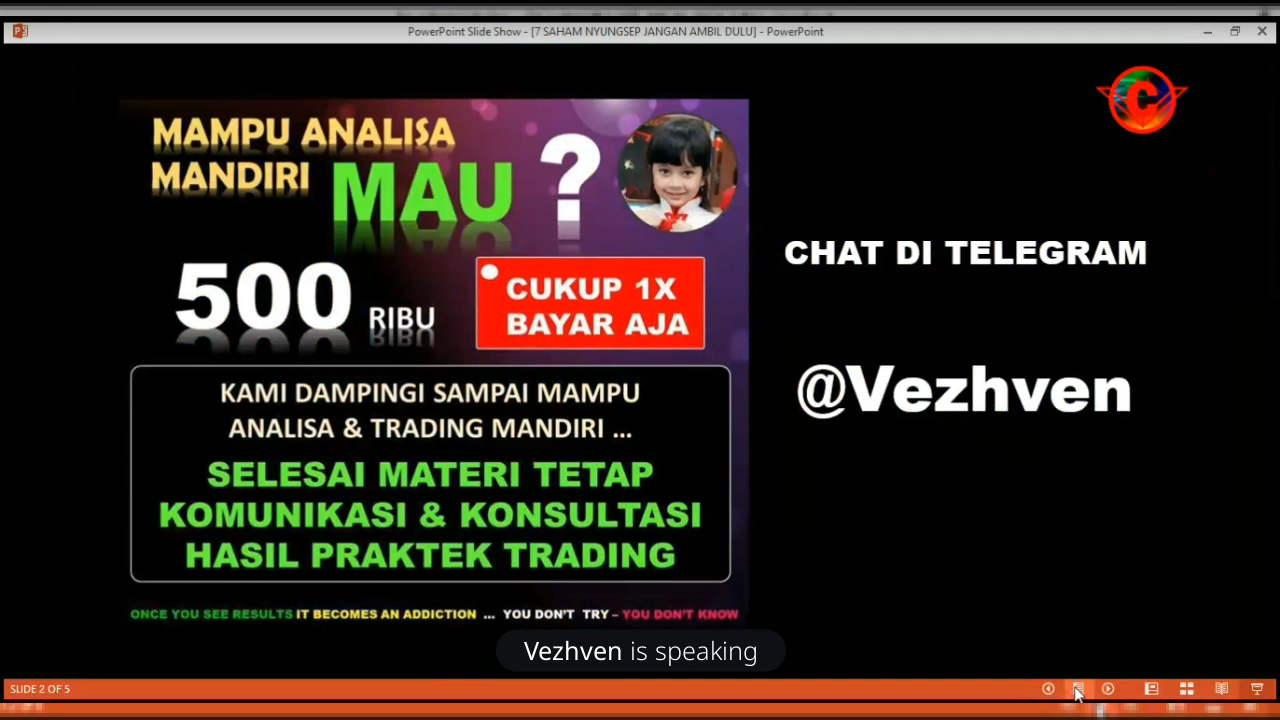 PowerPoint Slide Show - [7 SAHAM NYUNGSEP JANGAN AMBIL DULU] - PowerPoint
C
MAMPU ANALISA
MANDIRI MAU ?
500 RIBU
CUKUP 1X
BAYAR AJA
KAMI DAMPINGI SAMPAI MAMPU
ANALISA & TRADING MANDIRI ...
SELESAI MATERI TETAP
KOMUNIKASI & KONSULTASI
HASIL PRAKTEK TRADING
ONCE YOU SEE RESULTS IT BECOMES AN ADDICTION ... YOU DON'T TRY – YOU DON'T KNOW
CHAT DI TELEGRAM
@Vezhven
Vezhven is speaking
SLIDE 2 OF 5